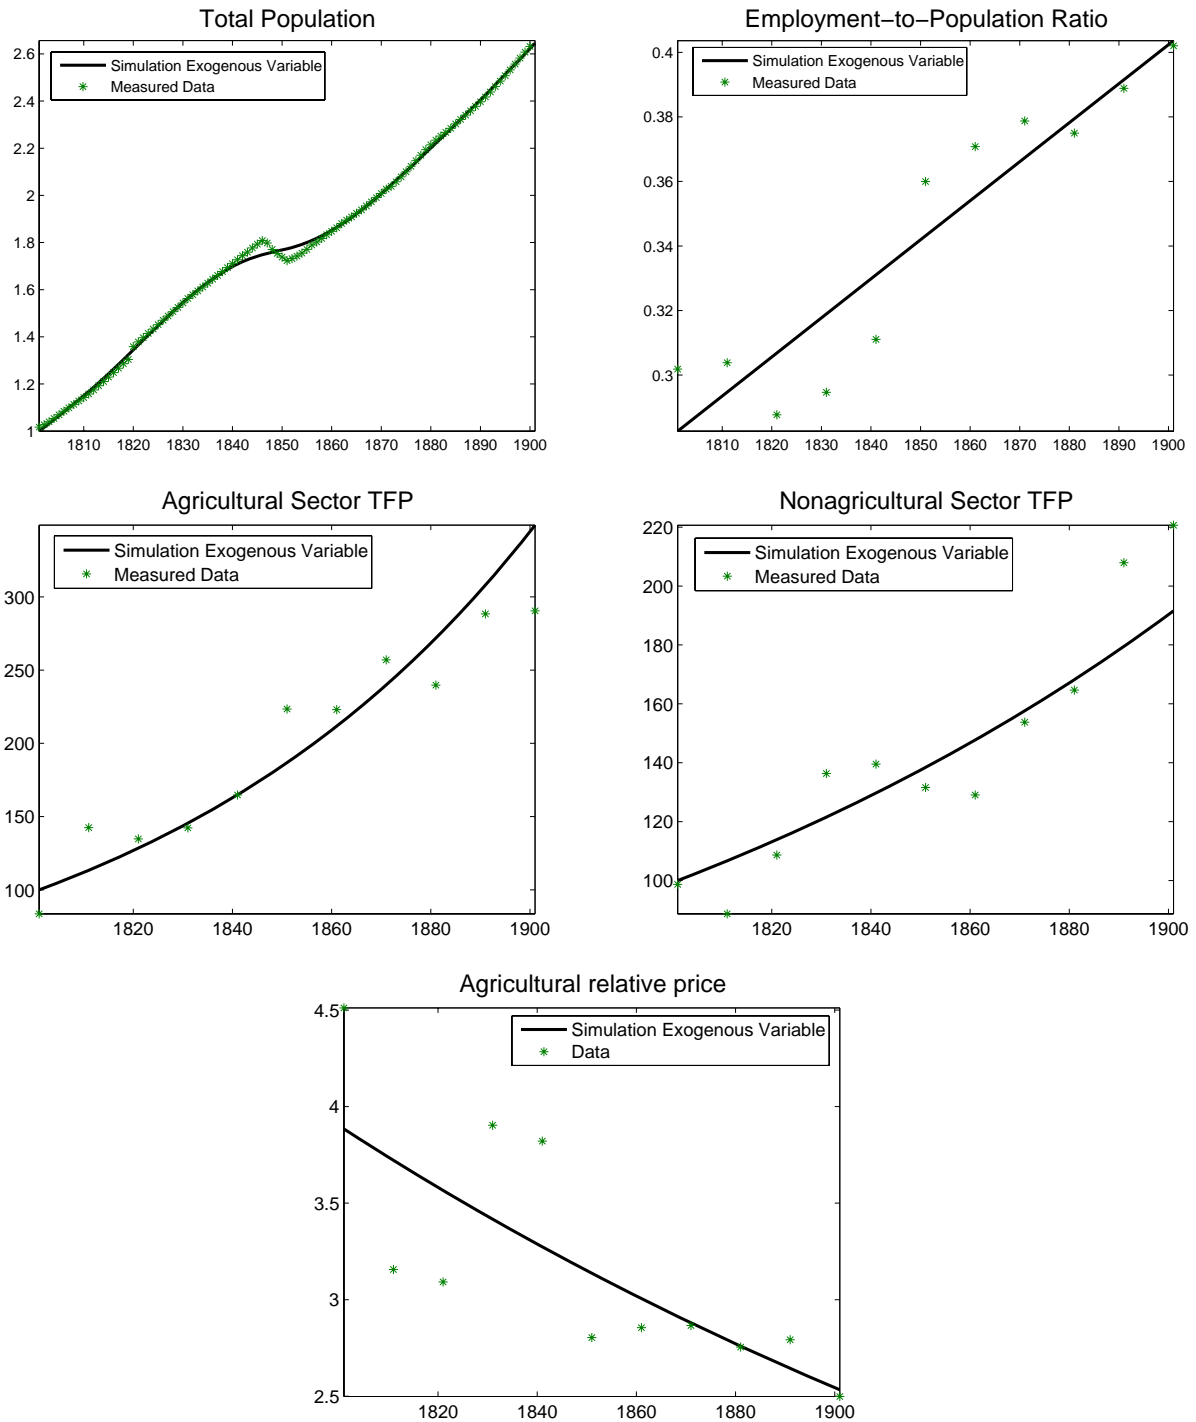 Total Population
Simulation Exogenous Variable
Measured Data
2.6
2.4
2.2
2
1.8
1.6
1.4
1.2
1
1810 1820 1830 1840 1850 1860 1870 1880 1890 1900
Employment−to−Population Ratio
Simulation Exogenous Variable
Measured Data
0.4
0.38
0.36
0.34
0.32
0.3
1810 1820 1830 1840 1850 1860 1870 1880 1890 1900
Agricultural Sector TFP
Simulation Exogenous Variable
Measured Data
300
250
200
150
100
1820 1840 1860 1880 1900
Nonagricultural Sector TFP
Simulation Exogenous Variable
Measured Data
220
200
180
160
140
120
100
1820 1840 1860 1880 1900
Agricultural relative price
Simulation Exogenous Variable
Data
4.5
4
3.5
3
2.5
1820 1840 1860 1880 1900